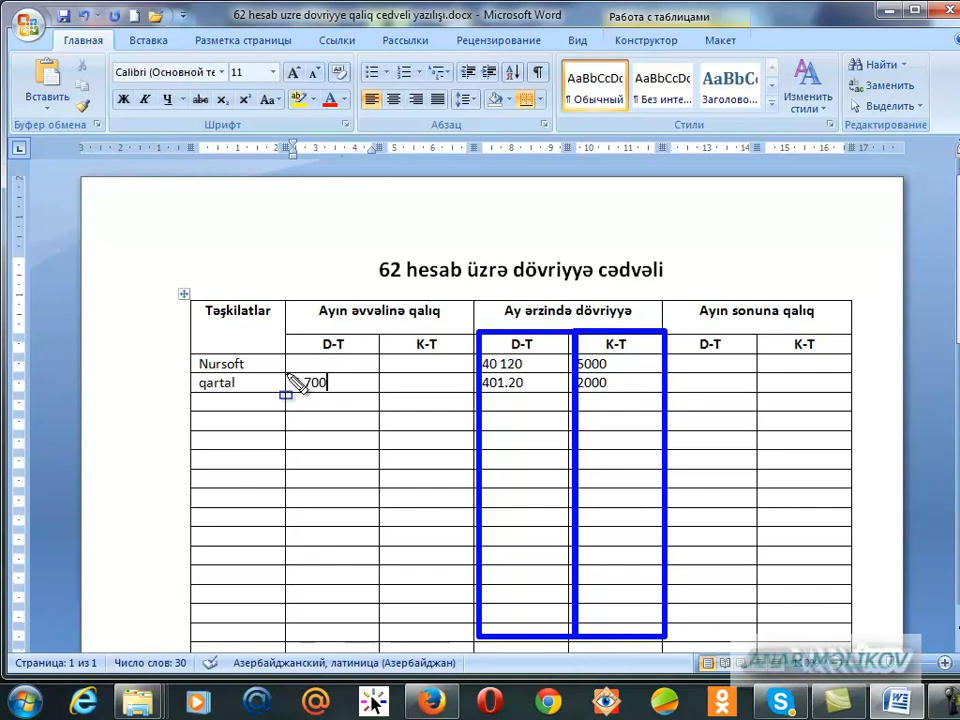 62 hesab uzre dovriyye qaliq cedveli yazılışı.docx - Microsoft Word
Работа с таблицами
Главная Вставка Разметка страницы Ссылки Рассылки Рецензирование Вид Конструктор Макет
Вставить
Calibri (Основной те 11
AaBbCcDc AaBbCcDc AaBbCc
¶ Обычный ¶ Без инте... Заголово...
Изменить стили
Найти
Заменить
Выделить
Буфер обмена Шрифт Абзац Стили Редактирование
62 hesab üzrə dövriyyə cədvəli
Təşkilatlar Ayın əvvəlinə qalıq Ay ərzində dövriyyə Ayın sonuna qalıq
D-T K-T D-T K-T D-T K-T
Nursoft 40 120 5000
qartal 700 401.20 2000
Страница: 1 из 1 Число слов: 30 Азербайджанский, латиница (Азербайджан)
ANAR MƏLİKOV